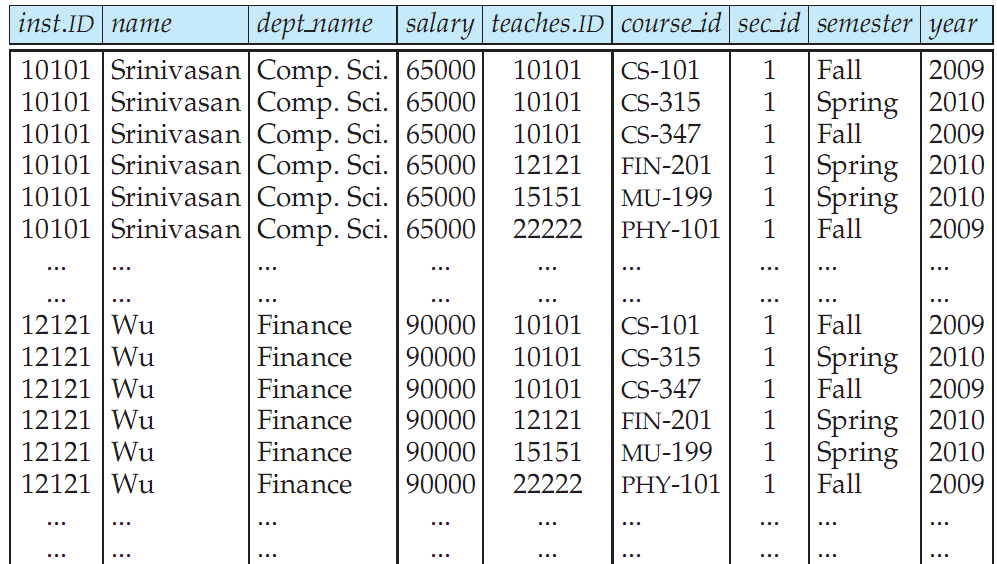 inst.ID name dept_name salary teaches.ID course_id sec_id semester year
10101 Srinivasan Comp. Sci. 65000 10101 CS-101 1 Fall 2009
10101 Srinivasan Comp. Sci. 65000 10101 CS-315 1 Spring 2010
10101 Srinivasan Comp. Sci. 65000 10101 CS-347 1 Fall 2009
10101 Srinivasan Comp. Sci. 65000 12121 FIN-201 1 Spring 2010
10101 Srinivasan Comp. Sci. 65000 15151 MU-199 1 Spring 2010
10101 Srinivasan Comp. Sci. 65000 22222 PHY-101 1 Fall 2009
... ... ... ... ... ... ... ... ...
... ... ... ... ... ... ... ... ...
12121 Wu Finance 90000 10101 CS-101 1 Fall 2009
12121 Wu Finance 90000 10101 CS-315 1 Spring 2010
12121 Wu Finance 90000 10101 CS-347 1 Fall 2009
12121 Wu Finance 90000 12121 FIN-201 1 Spring 2010
12121 Wu Finance 90000 15151 MU-199 1 Spring 2010
12121 Wu Finance 90000 22222 PHY-101 1 Fall 2009
... ... ... ... ... ... ... ... ...
... ... ... ... ... ... ... ... ...